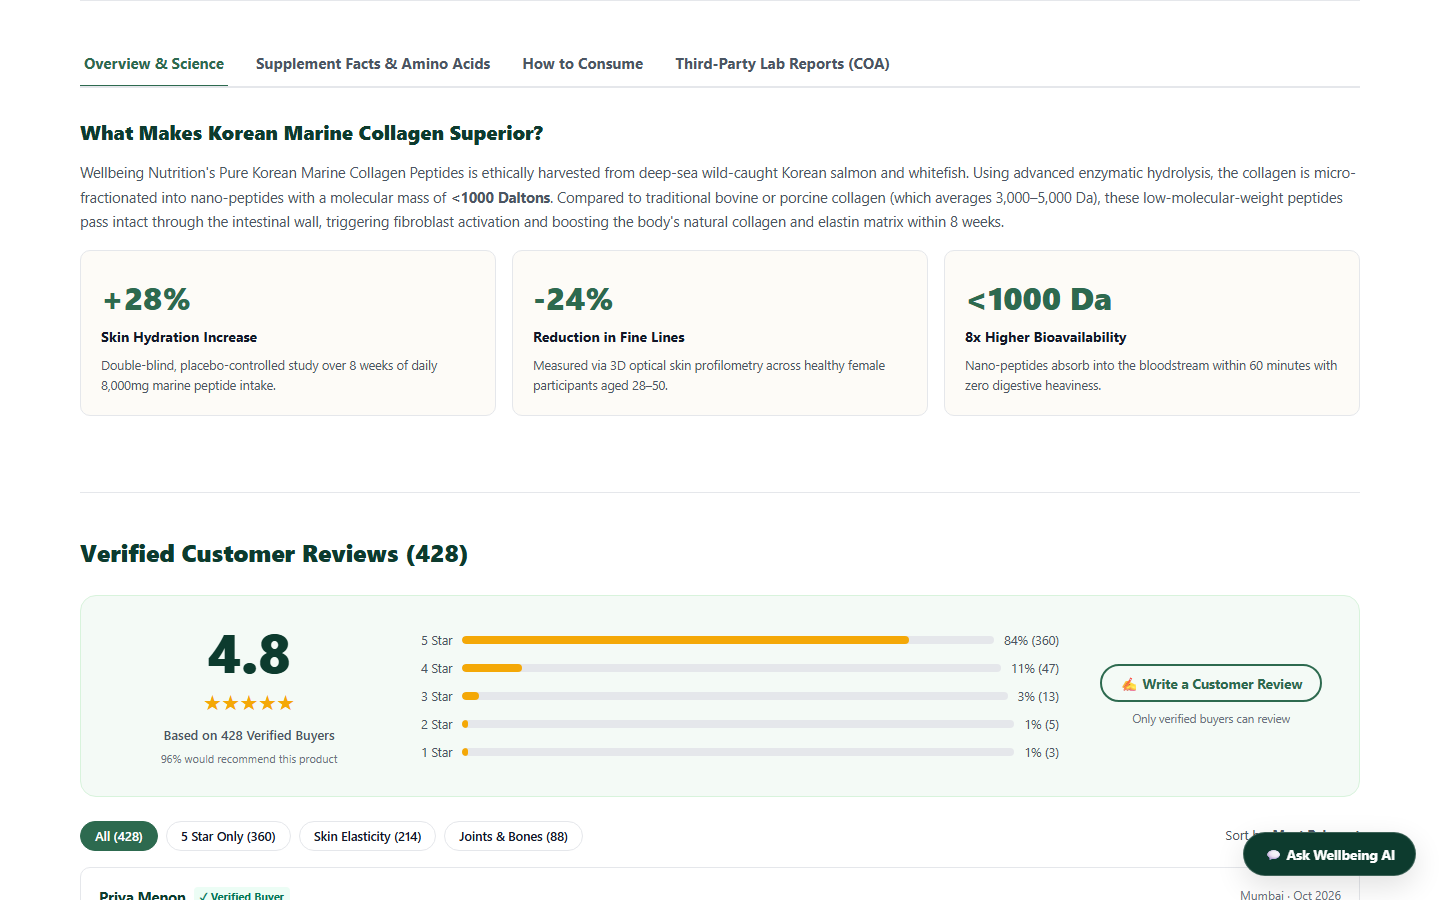 Overview & Science
Supplement Facts & Amino Acids
How to Consume
Third-Party Lab Reports (COA)
What Makes Korean Marine Collagen Superior?
Wellbeing Nutrition's Pure Korean Marine Collagen Peptides is ethically harvested from deep-sea wild-caught Korean salmon and whitefish. Using advanced enzymatic hydrolysis, the collagen is micro-
fractionated into nano-peptides with a molecular mass of <1000 Daltons. Compared to traditional bovine or porcine collagen (which averages 3,000–5,000 Da), these low-molecular-weight peptides
pass intact through the intestinal wall, triggering fibroblast activation and boosting the body's natural collagen and elastin matrix within 8 weeks.
+28%
Skin Hydration Increase
Double-blind, placebo-controlled study over 8 weeks of daily
8,000mg marine peptide intake.
-24%
Reduction in Fine Lines
Measured via 3D optical skin profilometry across healthy female
participants aged 28–50.
<1000 Da
8x Higher Bioavailability
Nano-peptides absorb into the bloodstream within 60 minutes with
zero digestive heaviness.
Verified Customer Reviews (428)
4.8
★★★★★
Based on 428 Verified Buyers
96% would recommend this product
5 Star 84% (360)
4 Star 11% (47)
3 Star 3% (13)
2 Star 1% (5)
1 Star 1% (3)
✍️ Write a Customer Review
Only verified buyers can review
All (428)
5 Star Only (360)
Skin Elasticity (214)
Joints & Bones (88)
Sort
💬 Ask Wellbeing AI
Priya Menon ✓ Verified Buyer
Mumbai · Oct 2026